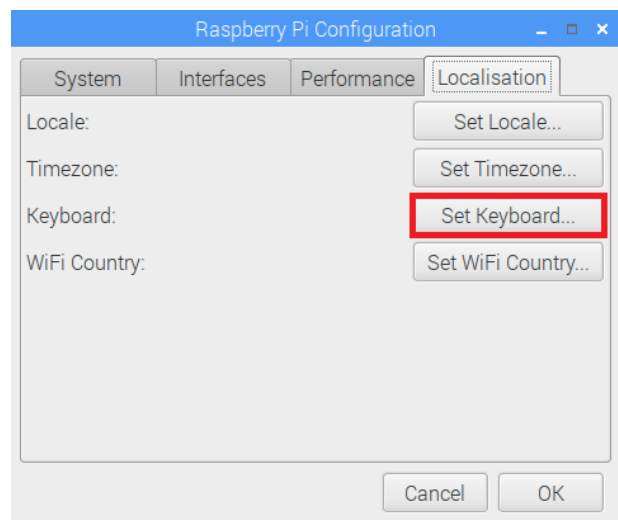 Raspberry Pi Configuration
System Interfaces Performance Localisation
Locale: Set Locale...
Timezone: Set Timezone...
Keyboard: Set Keyboard...
WiFi Country: Set WiFi Country...
Cancel OK